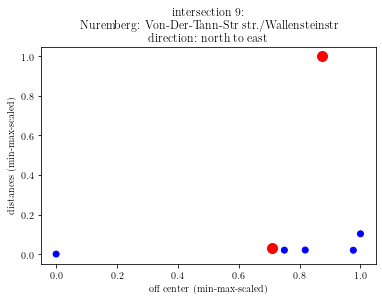 intersection 9:
Nuremberg: Von-Der-Tann-Str str./Wallensteinstr
direction: north to east
1.0
0.8
0.6
0.4
0.2
0.0
distances (min-max-scaled)
0.0 0.2 0.4 0.6 0.8 1.0
off center (min-max-scaled)